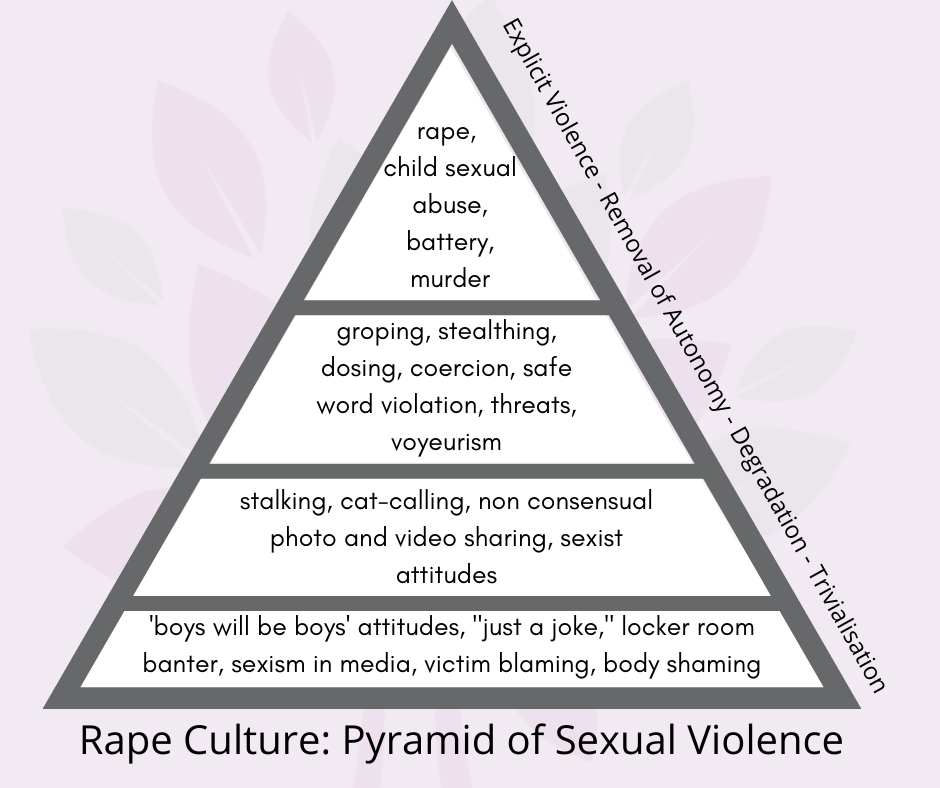 rape,
child sexual
abuse,
battery,
murder
groping, stealthing,
dosing, coercion, safe
word violation, threats,
voyeurism
stalking, cat-calling, non consensual
photo and video sharing, sexist
attitudes
'boys will be boys' attitudes, "just a joke," locker room
banter, sexism in media, victim blaming, body shaming
Explicit Violence - Removal of Autonomy - Degradation - Trivialisation
Rape Culture: Pyramid of Sexual Violence